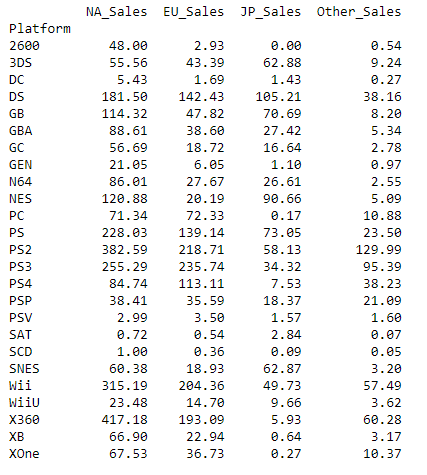 NA_Sales EU_Sales JP_Sales Other_Sales
Platform
2600 48.00 2.93 0.00 0.54
3DS 55.56 43.39 62.88 9.24
DC 5.43 1.69 1.43 0.27
DS 181.50 142.43 105.21 38.16
GB 114.32 47.82 70.69 8.20
GBA 88.61 38.60 27.42 5.34
GC 56.69 18.72 16.64 2.78
GEN 21.05 6.05 1.10 0.97
N64 86.01 27.67 26.61 2.55
NES 120.88 20.19 90.66 5.09
PC 71.34 72.33 0.17 10.88
PS 228.03 139.14 73.05 23.50
PS2 382.59 218.71 58.13 129.99
PS3 255.29 235.74 34.32 95.39
PS4 84.74 113.11 7.53 38.23
PSP 38.41 35.59 18.37 21.09
PSV 2.99 3.50 1.57 1.60
SAT 0.72 0.54 2.84 0.07
SCD 1.00 0.36 0.09 0.05
SNES 60.38 18.93 62.87 3.20
Wii 315.19 204.36 49.73 57.49
WiiU 23.48 14.70 9.66 3.62
X360 417.18 193.09 5.93 60.28
XB 66.90 22.94 0.64 3.17
XOne 67.53 36.73 0.27 10.37